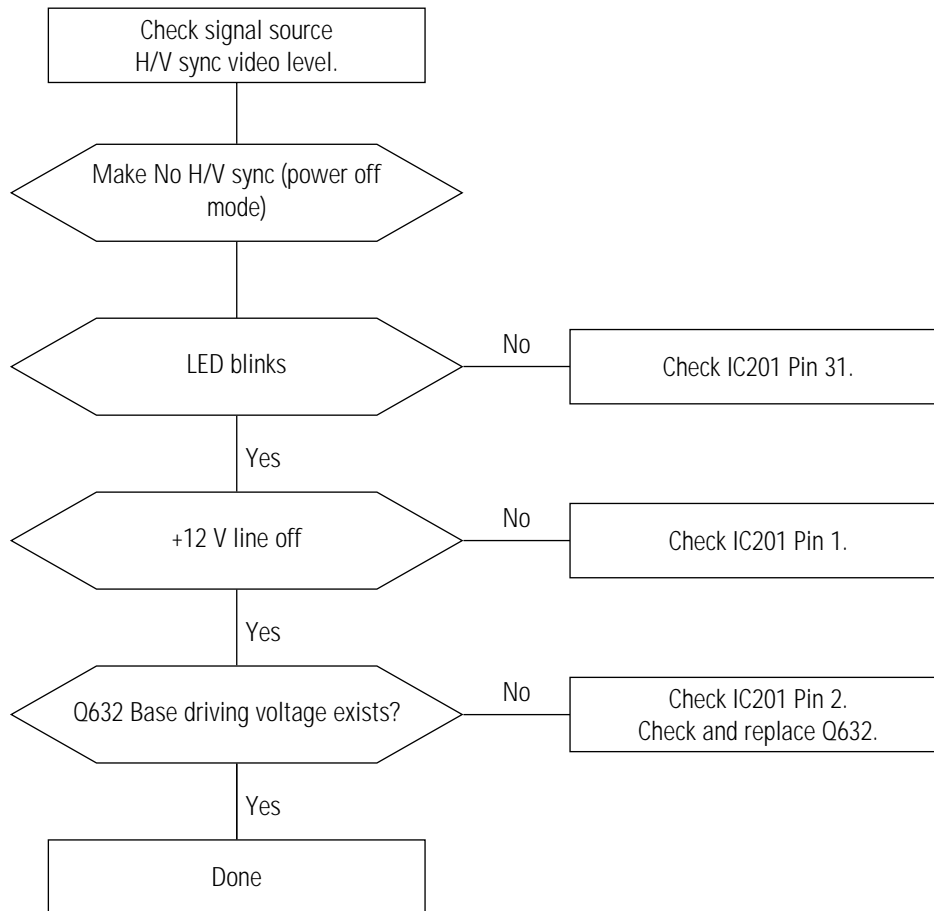 Check signal source
H/V sync video level.
Make No H/V sync (power off
mode)
LED blinks
No
Check IC201 Pin 31.
Yes
+12 V line off
No
Check IC201 Pin 1.
Yes
Q632 Base driving voltage exists?
No
Check IC201 Pin 2.
Check and replace Q632.
Yes
Done